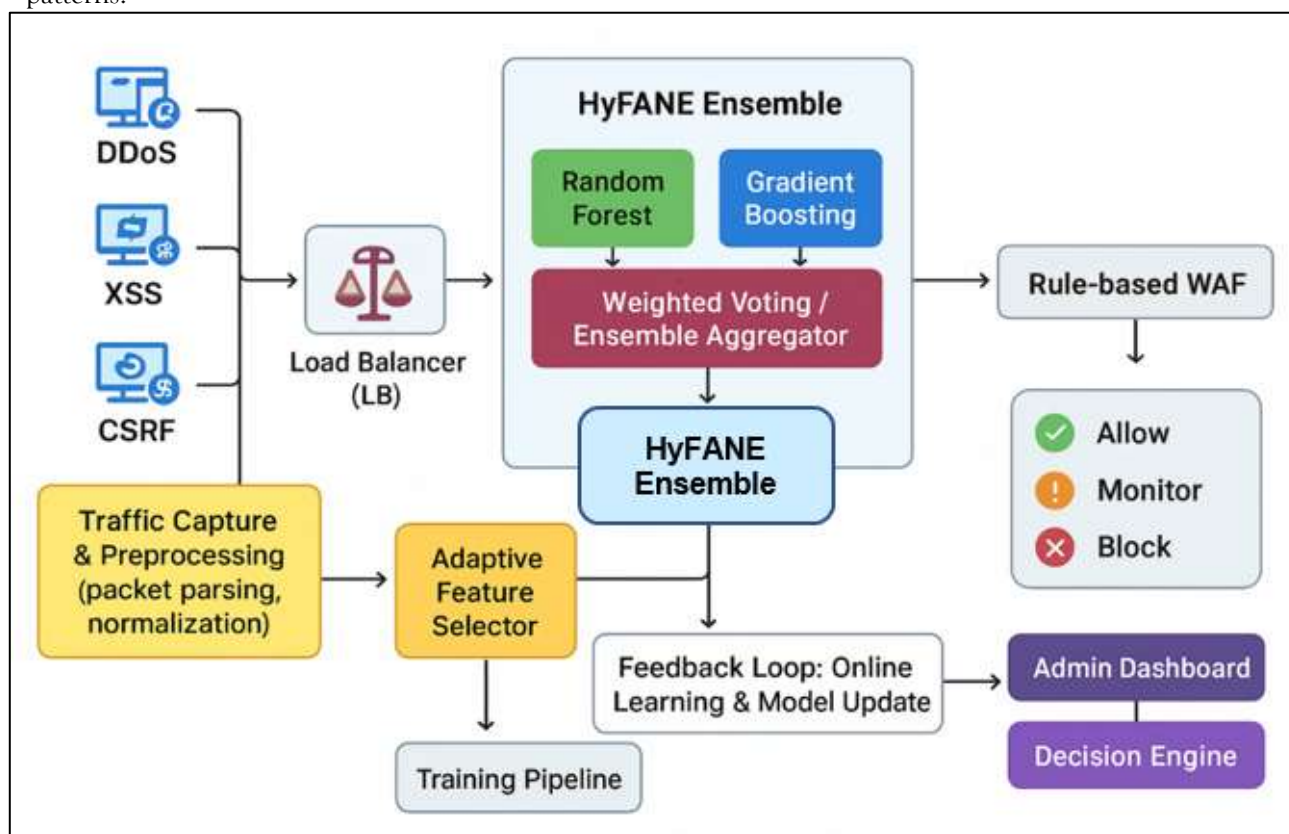 patterns.
DDoS
XSS
CSRF
Traffic Capture
& Preprocessing
(packet parsing,
normalization)
Load Balancer
(LB)
HyFANE Ensemble
Random
Forest
Gradient
Boosting
Weighted Voting /
Ensemble Aggregator
HyFANE
Ensemble
Adaptive
Feature
Selector
Training Pipeline
Feedback Loop: Online
Learning & Model Update
Rule-based WAF
Allow
Monitor
Block
Admin Dashboard
Decision Engine